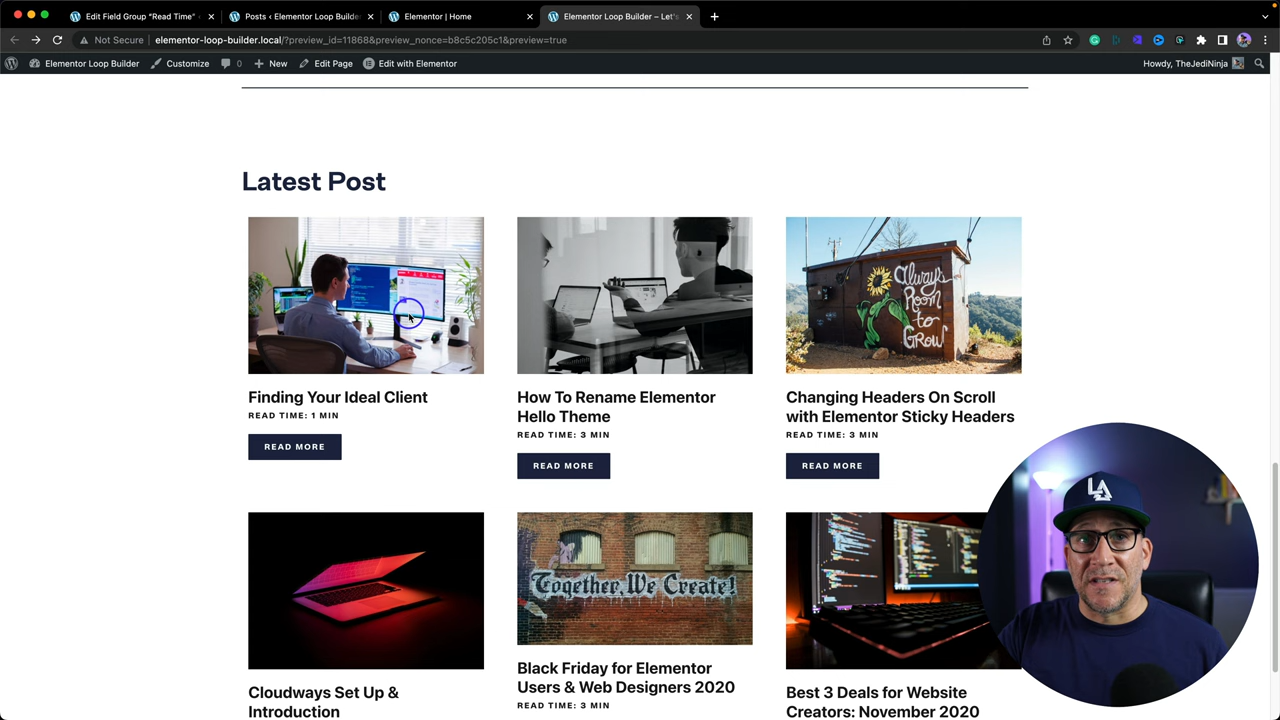 Edit Field Group "Read Time"
Posts ‹ Elementor Loop Builder
Elementor | Home
Elementor Loop Builder – Let's
Not Secure
elementor-loop-builder.local/?preview_id=11868&preview_nonce=b8c5c205c1&preview=true
Elementor Loop Builder
Customize
0
New
Edit Page
Edit with Elementor
Howdy, TheJediNinja
Latest Post
Always
Room
to
Grow
Finding Your Ideal Client
READ TIME: 1 MIN
READ MORE
How To Rename Elementor
Hello Theme
READ TIME: 3 MIN
READ MORE
Changing Headers On Scroll
with Elementor Sticky Headers
READ TIME: 3 MIN
READ MORE
Together, We Create!
Cloudways Set Up &
Introduction
Black Friday for Elementor
Users & Web Designers 2020
READ TIME: 3 MIN
Best 3 Deals for Website
Creators: November 2020
LA